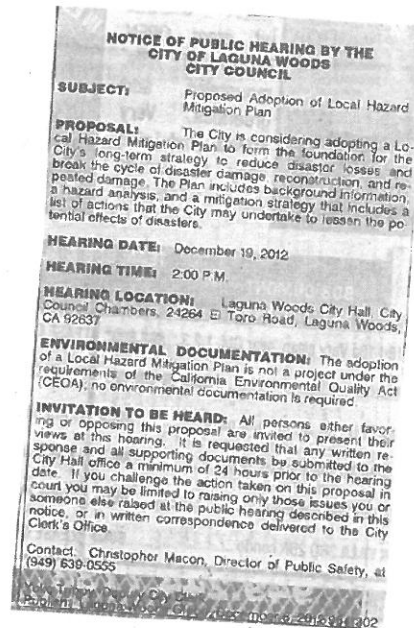 NOTICE OF PUBLIC HEARING BY THE
CITY OF LAGUNA WOODS
CITY COUNCIL
SUBJECT: Proposed Adoption of Local Hazard
Mitigation Plan
PROPOSAL: The City is considering adopting a Lo-
cal Hazard Mitigation Plan to form the foundation for the
City's long-term strategy to reduce disaster losses and
break the cycle of disaster damage, reconstruction, and re-
peated damage. The Plan includes background information,
a hazard analysis, and a mitigation strategy that includes a
list of actions that the City may undertake to lessen the po-
tential effects of disasters.
HEARING DATE: December 19, 2012
HEARING TIME: 2:00 P.M.
HEARING LOCATION: Laguna Woods City Hall, City
Council Chambers, 24264 El Toro Road, Laguna Woods,
CA 92637
ENVIRONMENTAL DOCUMENTATION: The adoption
of a Local Hazard Mitigation Plan is not a project under the
requirements of the California Environmental Quality Act
(CEQA); no environmental documentation is required.
INVITATION TO BE HEARD: All persons either favor-
ing or opposing this proposal are invited to present their
views at this hearing. It is requested that any written re-
sponse and all supporting documents be submitted to the
City Hall office a minimum of 24 hours prior to the hearing
date. If you challenge the action taken on this proposal in
court you may be limited to raising only those issues you or
someone else raised at the public hearing described in this
notice, or in written correspondence delivered to the City
Clerk's Office.
Contact: Christopher Macon, Director of Public Safety, at
(949) 639-0555
Deputy City Clerk
Laguna Woods